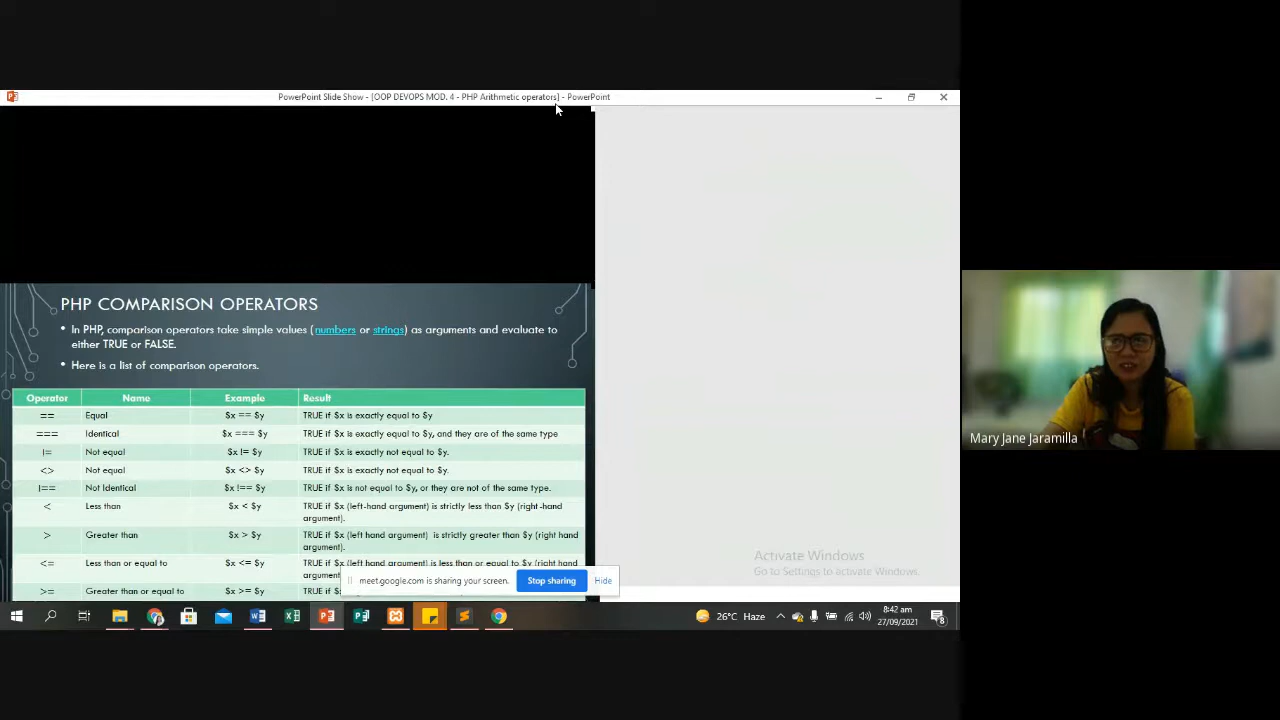 PowerPoint Slide Show - [OOP DEVOPS MOD. 4 - PHP Arithmetic operators] - PowerPoint
PHP COMPARISON OPERATORS
• In PHP, comparison operators take simple values (numbers or strings) as arguments and evaluate to
either TRUE or FALSE.
• Here is a list of comparison operators.
Operator Name Example Result
== Equal $x == $y TRUE if $x is exactly equal to $y
=== Identical $x === $y TRUE if $x is exactly equal to $y, and they are of the same type
!= Not equal $x != $y TRUE if $x is exactly not equal to $y.
<> Not equal $x <> $y TRUE if $x is exactly not equal to $y.
!== Not Identical $x !== $y TRUE if $x is not equal to $y, or they are not of the same type.
< Less than $x < $y TRUE if $x (left-hand argument) is strictly less than $y (right-hand
argument).
> Greater than $x > $y TRUE if $x (left hand argument) is strictly greater than $y (right hand
argument).
<= Less than or equal to $x <= $y TRUE if $x (left hand argument) is less than or equal to $y (right hand
>= Greater than or equal to $x >= $y TRUE if
meet.google.com is sharing your screen. Stop sharing Hide
Activate Windows
Go to Settings to activate Windows.
Mary Jane Jaramilla
26°C Haze
8:42 am
27/09/2021
8